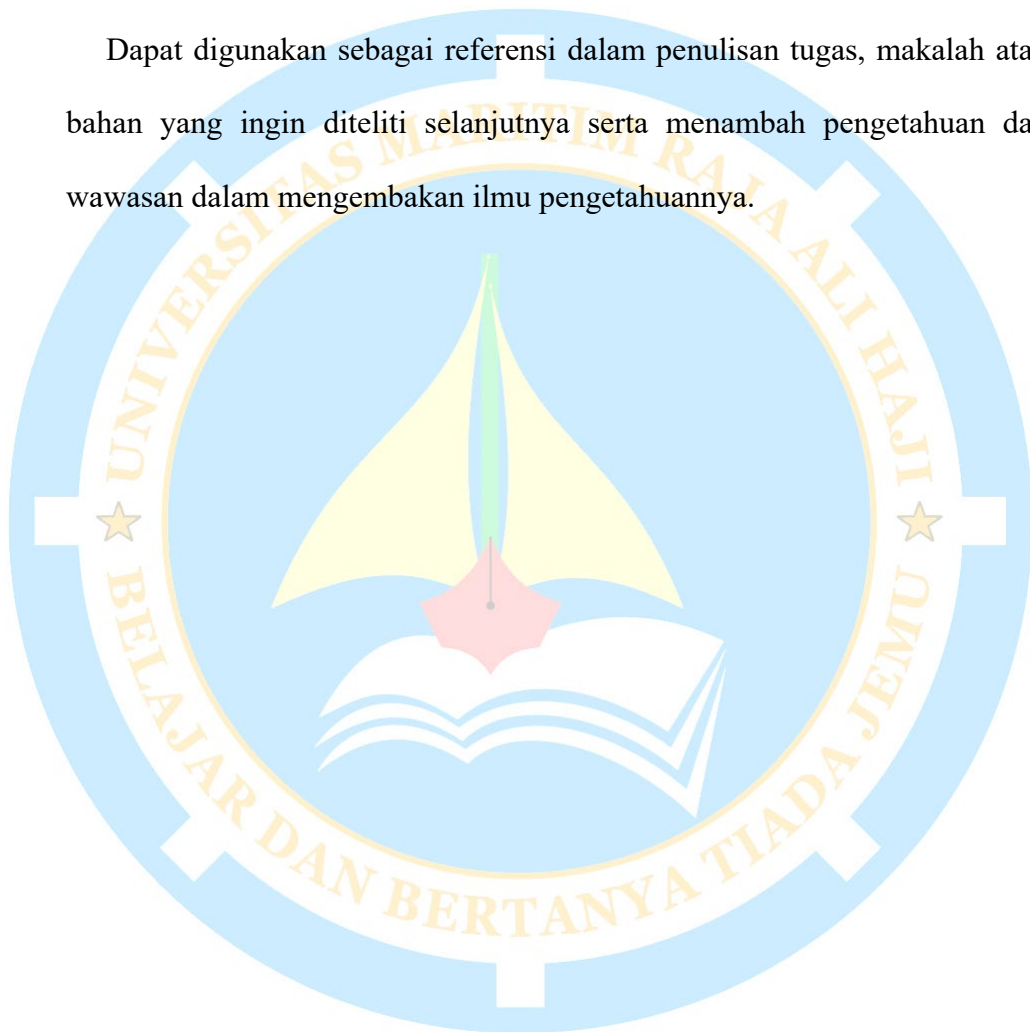 Dapat digunakan sebagai referensi dalam penulisan tugas, makalah ata
bahan yang ingin diteliti selanjutnya serta menambah pengetahuan da
wawasan dalam mengembakan ilmu pengetahuannya.
UNIVERSITAS MARITIM RAJA ALI HAJI
BELAJAR DAN BERTANYA TIADA JEMU